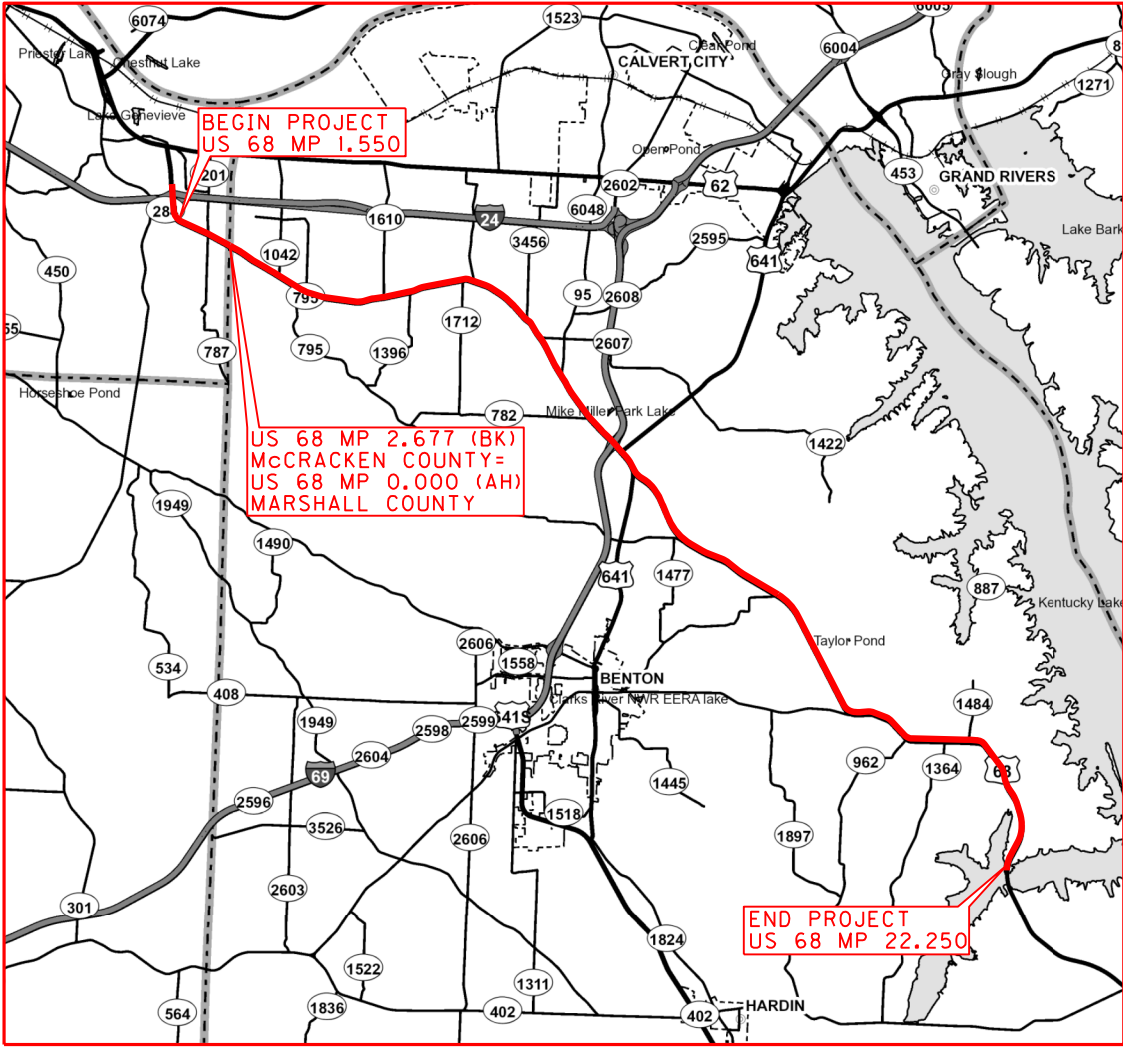 6074
1523
6005
Priester Lake
Chestnut Lake
CALVERT CITY
Clear Pond
6004
Gray Slough
1271
Lake Genevieve
BEGIN PROJECT
US 68 MP 1.550
Open Pond
453
GRAND RIVERS
201
2602
62
28
1610
24
6048
3456
2595
641
Lake Bark
450
1042
795
95
2608
1712
55
787
795
1396
2607
Horseshoe Pond
782
Mike Miller Park Lake
1422
US 68 MP 2.677 (BK)
McCRACKEN COUNTY=
US 68 MP 0.000 (AH)
MARSHALL COUNTY
1949
1490
641
1477
887
Kentucky Lake
534
2606
1558
Taylor Pond
BENTON
408
Clarks River NWR EERA lake
1484
1949
2598
2599
641S
69
2604
962
1364
68
2596
1445
3526
1518
2606
1897
301
2603
END PROJECT
US 68 MP 22.250
1824
1522
1311
564
1836
402
402
HARDIN